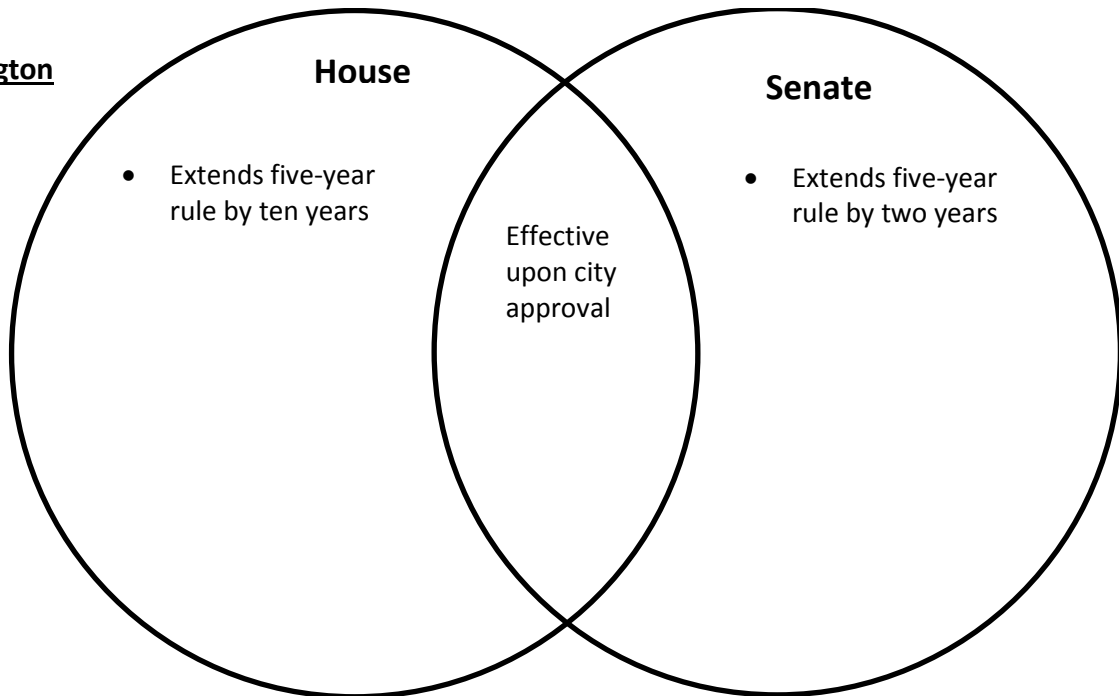 gton
House
• Extends five-year
rule by ten years
Effective
upon city
approval
Senate
• Extends five-year
rule by two years